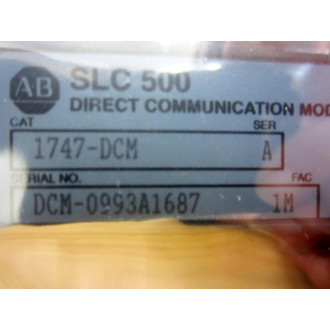 AB SLC 500
DIRECT COMMUNICATION MOD
CAT SER
1747-DCM A
SERIAL NO. FAC
DCM-0993A1687 1M